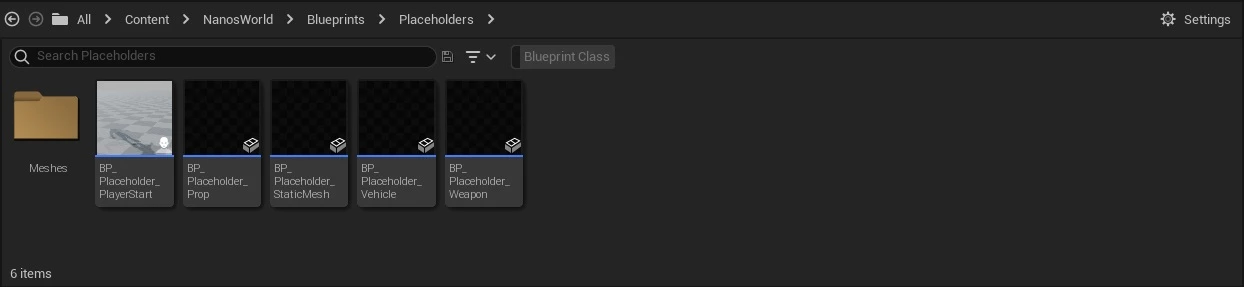 All > Content > NanosWorld > Blueprints > Placeholders > Settings
Search Placeholders Blueprint Class
Meshes
BP_
Placeholder_
PlayerStart
BP_
Placeholder_
Prop
BP_
Placeholder_
StaticMesh
BP_
Placeholder_
Vehicle
BP_
Placeholder_
Weapon
6 items